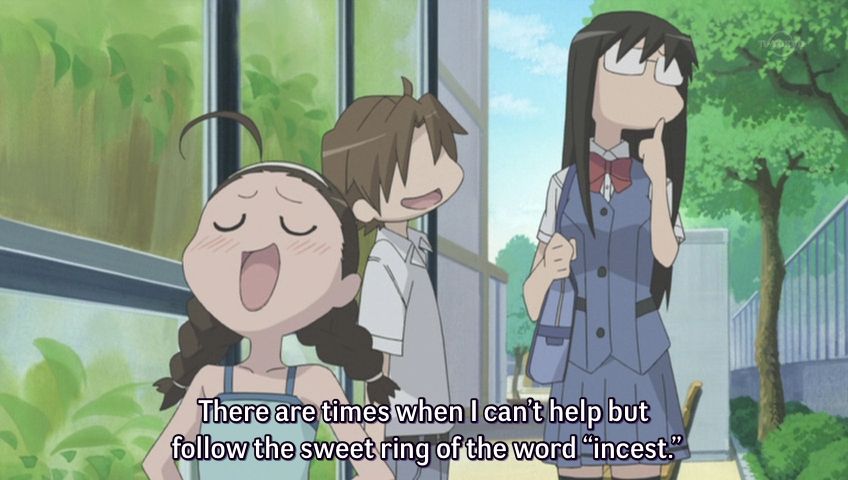 There are times when I can't help but
follow the sweet ring of the word “incest.”